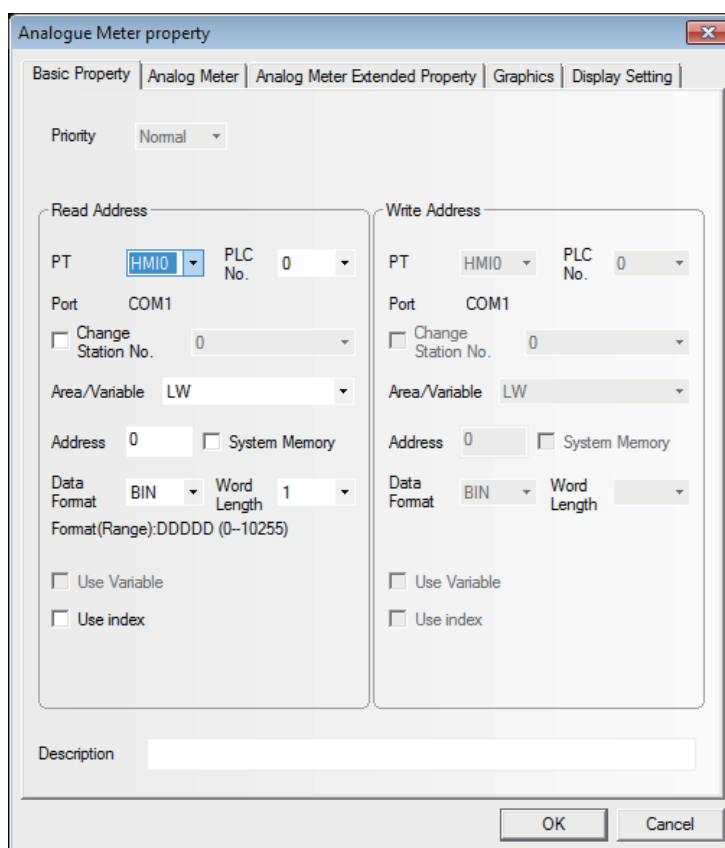 Analogue Meter property
Basic Property Analog Meter Analog Meter Extended Property Graphics Display Setting
Priority Normal
Read Address
PT HMI0 PLC No. 0
Port COM1
Change Station No. 0
Area/Variable LW
Address 0 System Memory
Data Format BIN Word Length 1
Format(Range):DDDDD (0--10255)
Use Variable
Use index
Write Address
PT HMI0 PLC No. 0
Port COM1
Change Station No. 0
Area/Variable LW
Address 0 System Memory
Data Format BIN Word Length
Use Variable
Use index
Description
OK Cancel